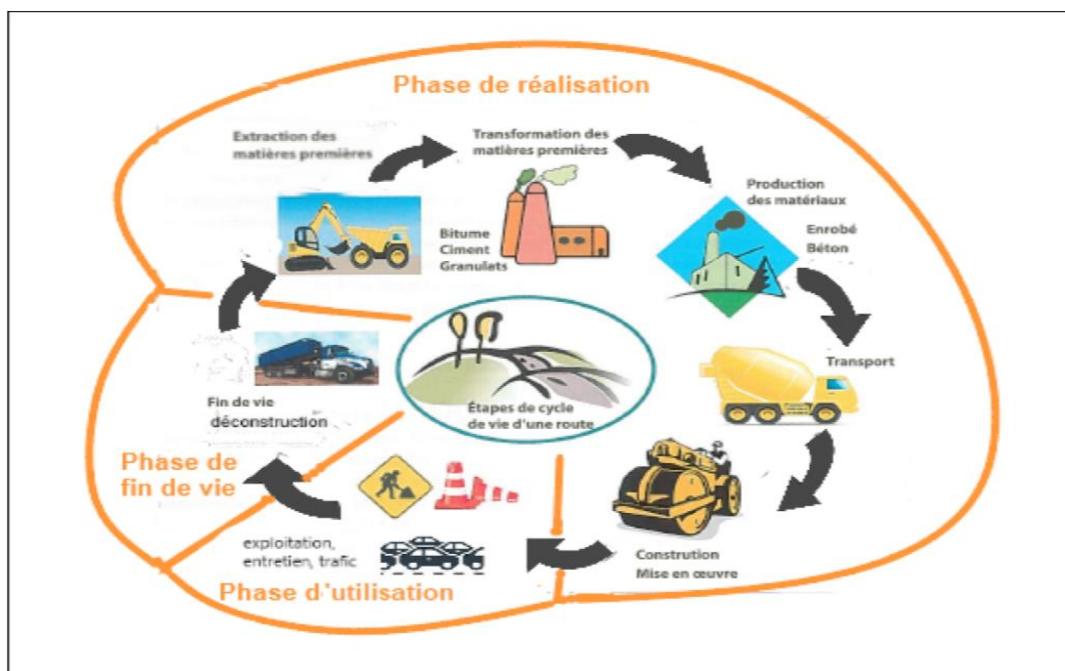 Phase de réalisation
Extraction des
matières premières
Transformation des
matières premières
Bitume
Ciment
Granulats
Production
des matériaux
Enrobé
Béton
Transport
Constrution
Mise en œuvre
exploitation,
entretien, trafic
Phase d'utilisation
Fin de vie
déconstruction
Phase de
fin de vie
Étapes de cycle
de vie d'une route